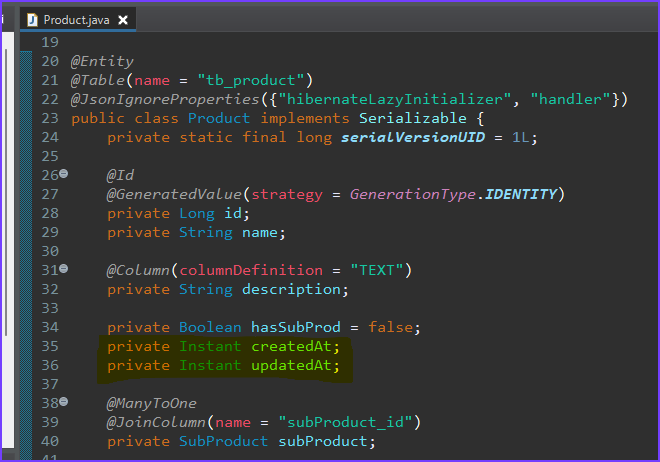 Product.java
19
20 @Entity
21 @Table(name = "tb_product")
22 @JsonIgnoreProperties({"hibernateLazyInitializer", "handler"})
23 public class Product implements Serializable {
24 private static final long serialVersionUID = 1L;
25
26 @Id
27 @GeneratedValue(strategy = GenerationType.IDENTITY)
28 private Long id;
29 private String name;
30
31 @Column(columnDefinition = "TEXT")
32 private String description;
33
34 private Boolean hasSubProd = false;
35 private Instant createdAt;
36 private Instant updatedAt;
37
38 @ManyToOne
39 @JoinColumn(name = "subProduct_id")
40 private SubProduct subProduct;